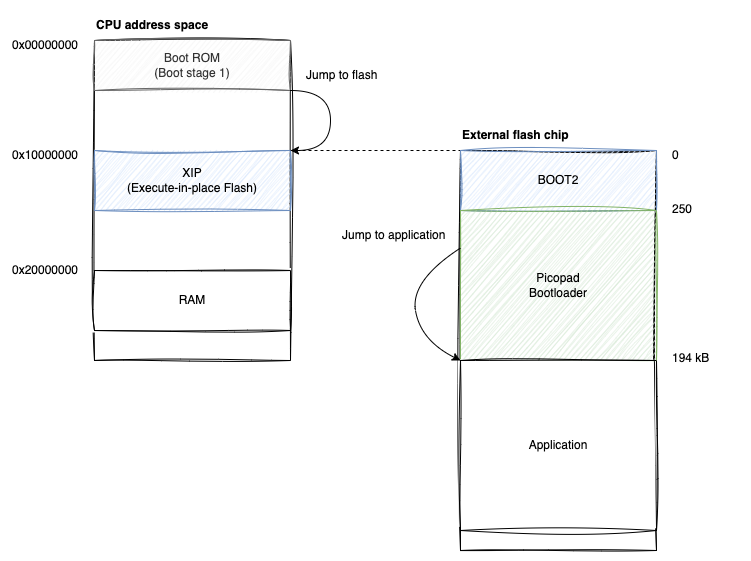 CPU address space
0x00000000
Boot ROM
(Boot stage 1)
Jump to flash
0x10000000
XIP
(Execute-in-place Flash)
0x20000000
RAM
External flash chip
0
BOOT2
250
Jump to application
Picopad
Bootloader
194 kB
Application